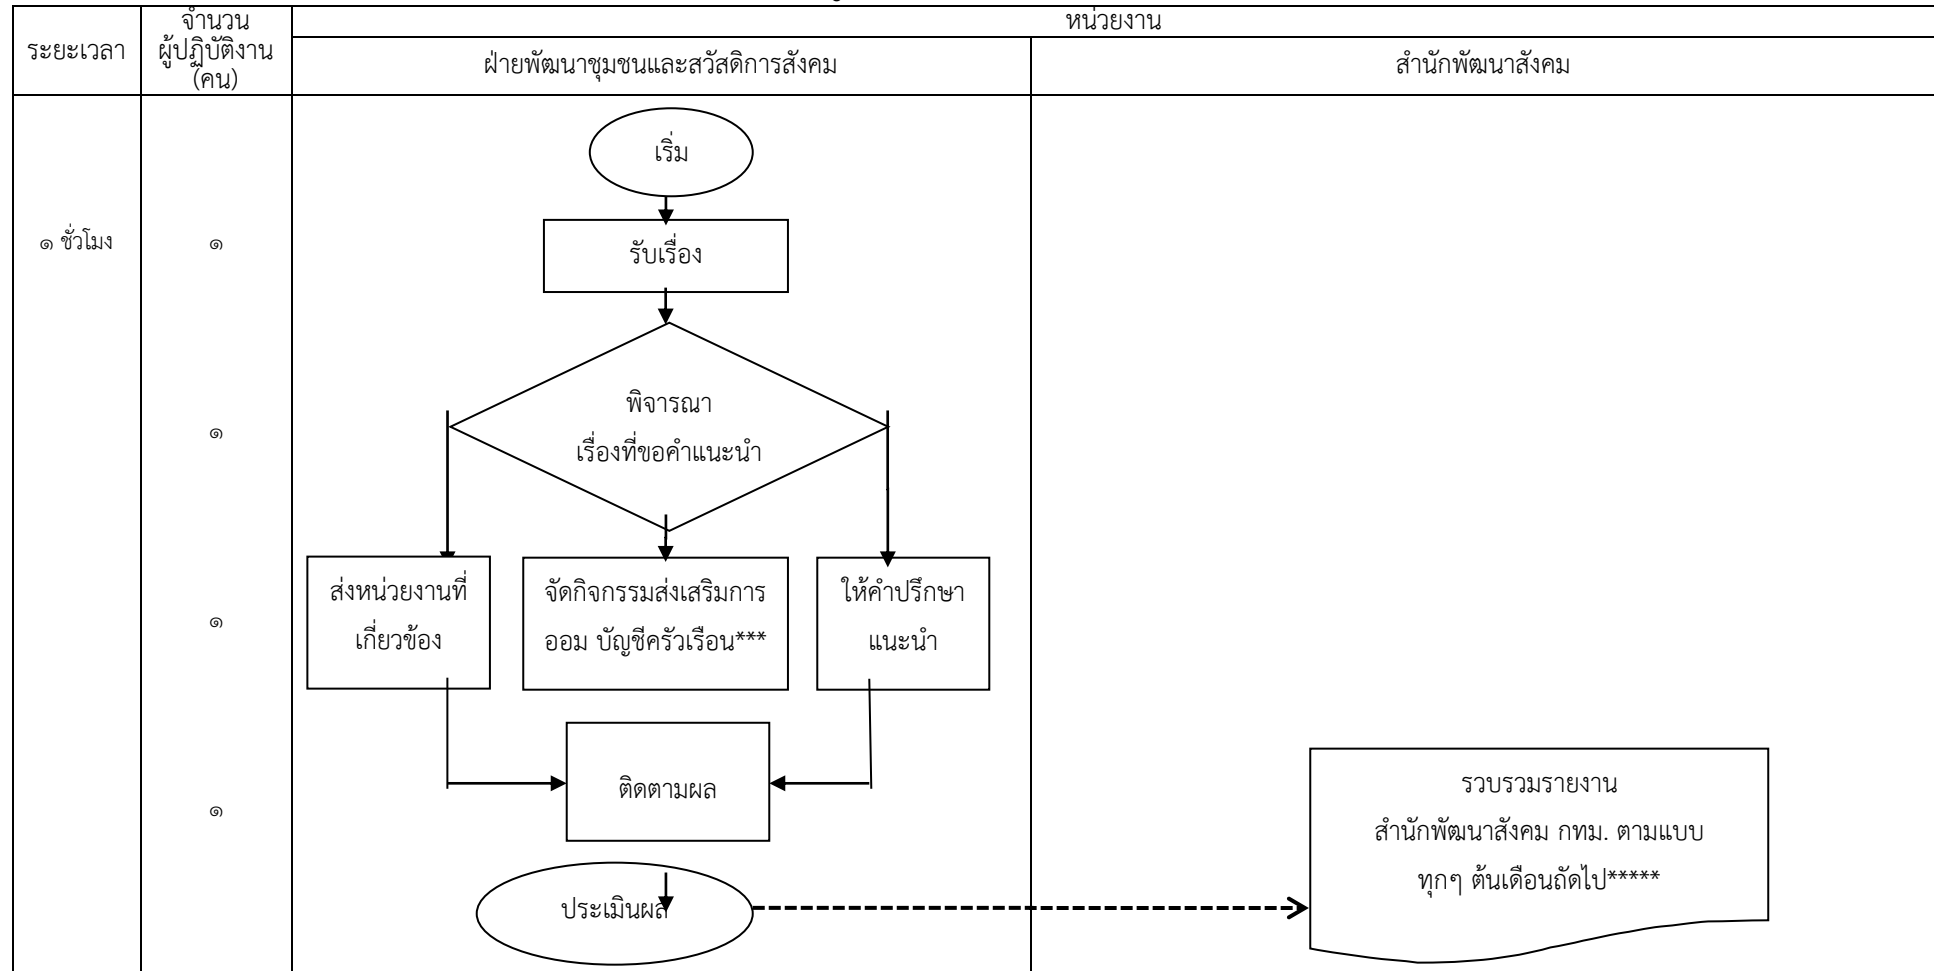 ระยะเวลา
จำนวน
ผู้ปฏิบัติงาน
(คน)
หน่วยงาน
ฝ่ายพัฒนาชุมชนและสวัสดิการสังคม
สำนักพัฒนาสังคม
เริ่ม
๑ ชั่วโมง
๑
รับเรื่อง
พิจารณา
เรื่องที่ขอคำแนะนำ
๑
ส่งหน่วยงานที่
เกี่ยวข้อง
จัดกิจกรรมส่งเสริมการ
ออม บัญชีครัวเรือน***
ให้คำปรึกษา
แนะนำ
๑
ติดตามผล
๑
รวบรวมรายงาน
สำนักพัฒนาสังคม กทม. ตามแบบ
ทุกๆ ต้นเดือนถัดไป*****
ประเมินผล